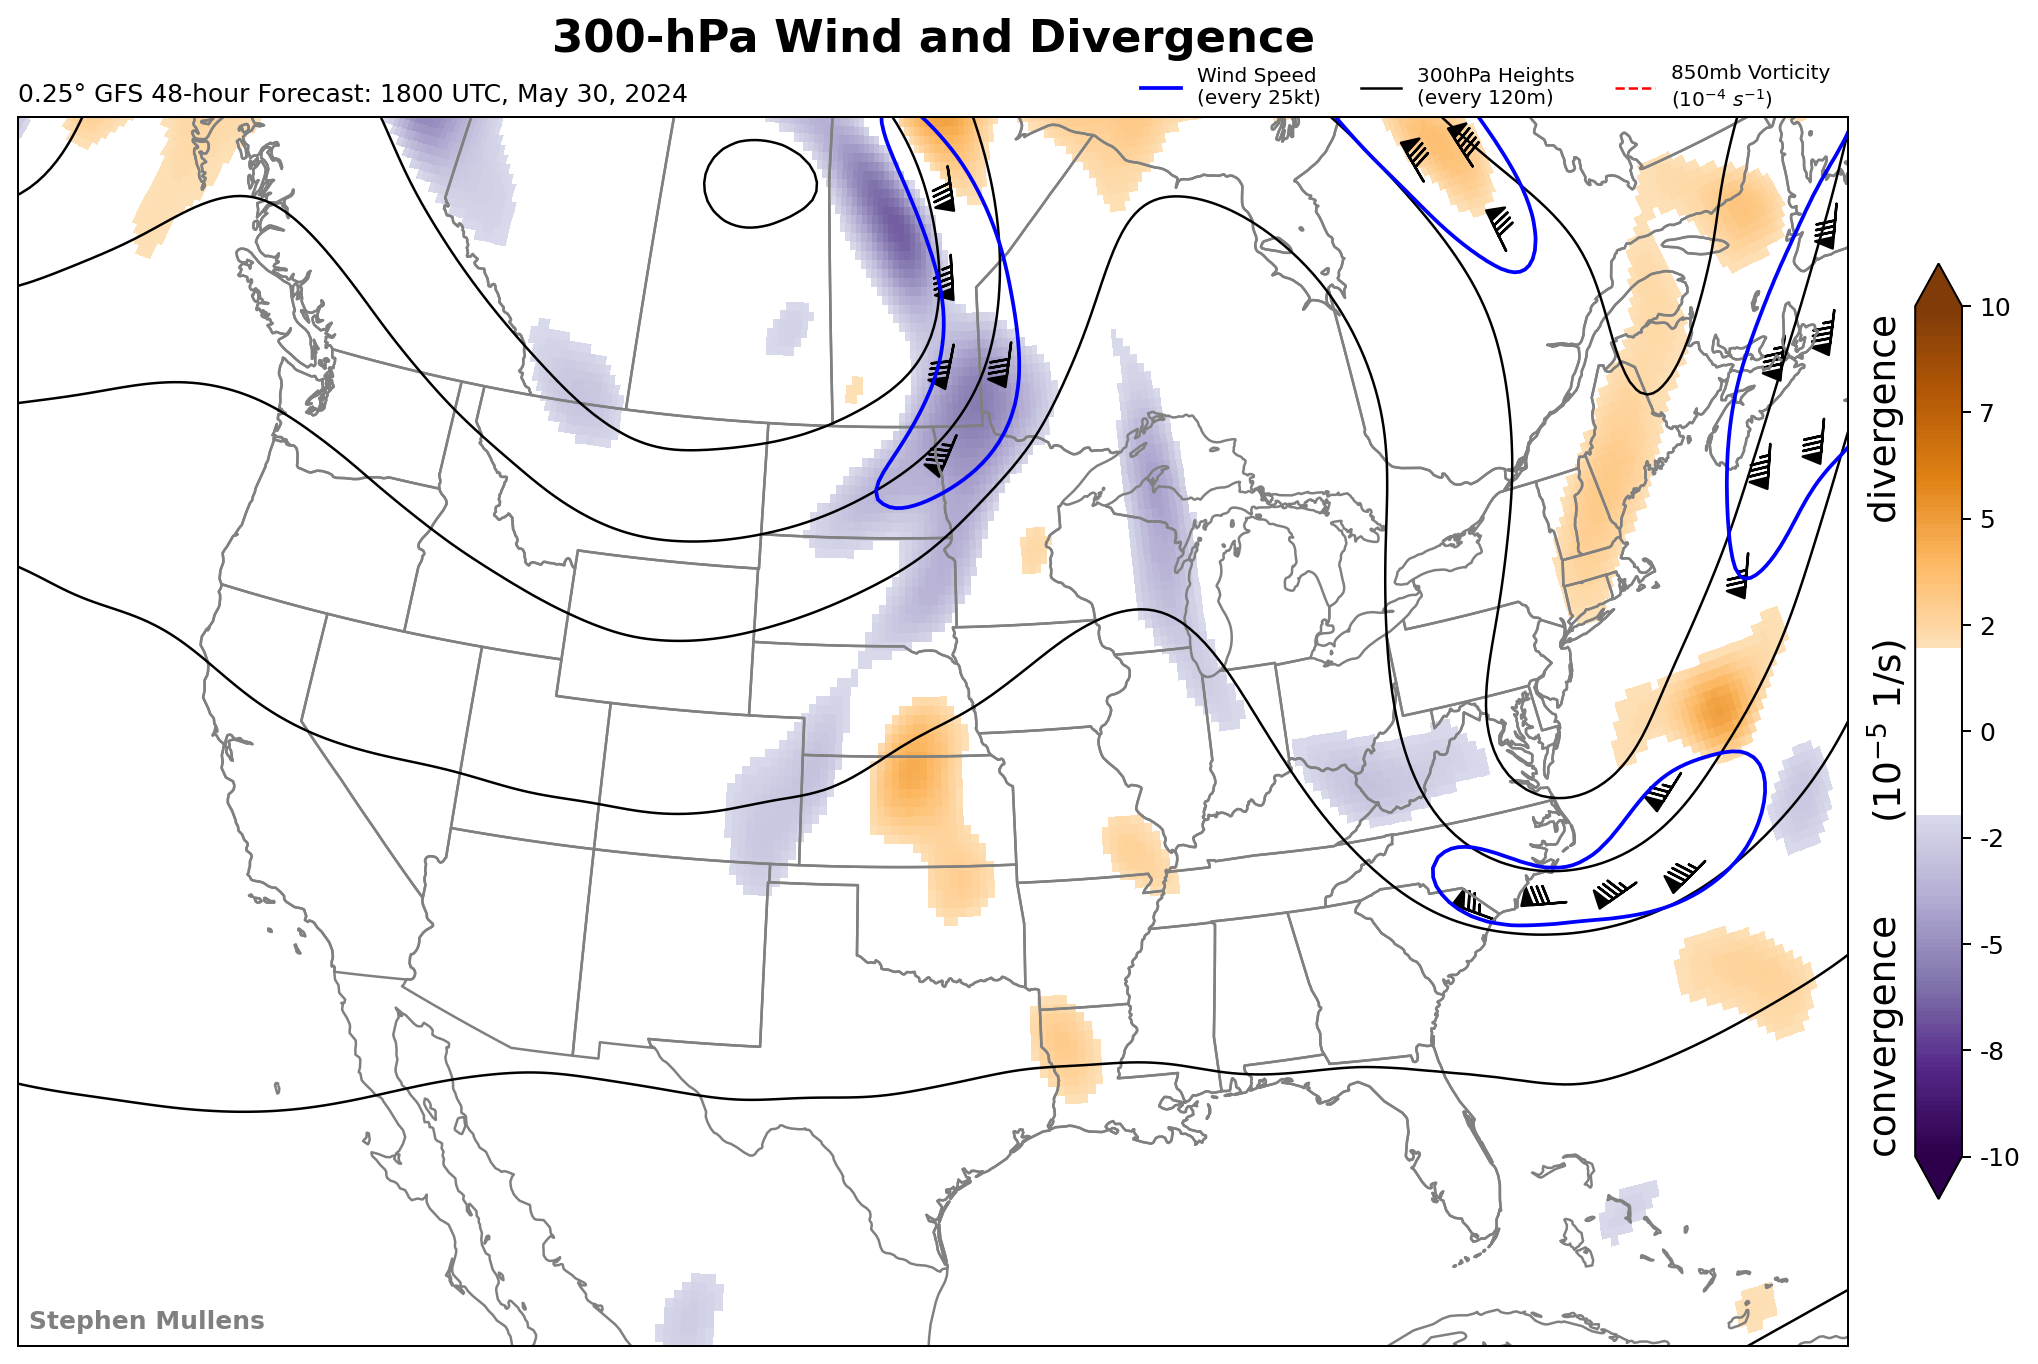 300-hPa Wind and Divergence
0.25° GFS 48-hour Forecast: 1800 UTC, May 30, 2024
Wind Speed
(every 25kt)
300hPa Heights
(every 120m)
850mb Vorticity
(10⁻⁴ s⁻¹)
10
7
5
2
0
-2
-5
-8
-10
convergence (10⁻⁵ 1/s) divergence
Stephen Mullens